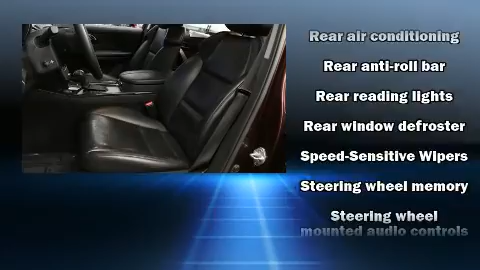 Rear air conditioning
Rear anti-roll bar
Rear reading lights
Rear window defroster
Speed-Sensitive Wipers
Steering wheel memory
Steering wheel
mounted audio controls